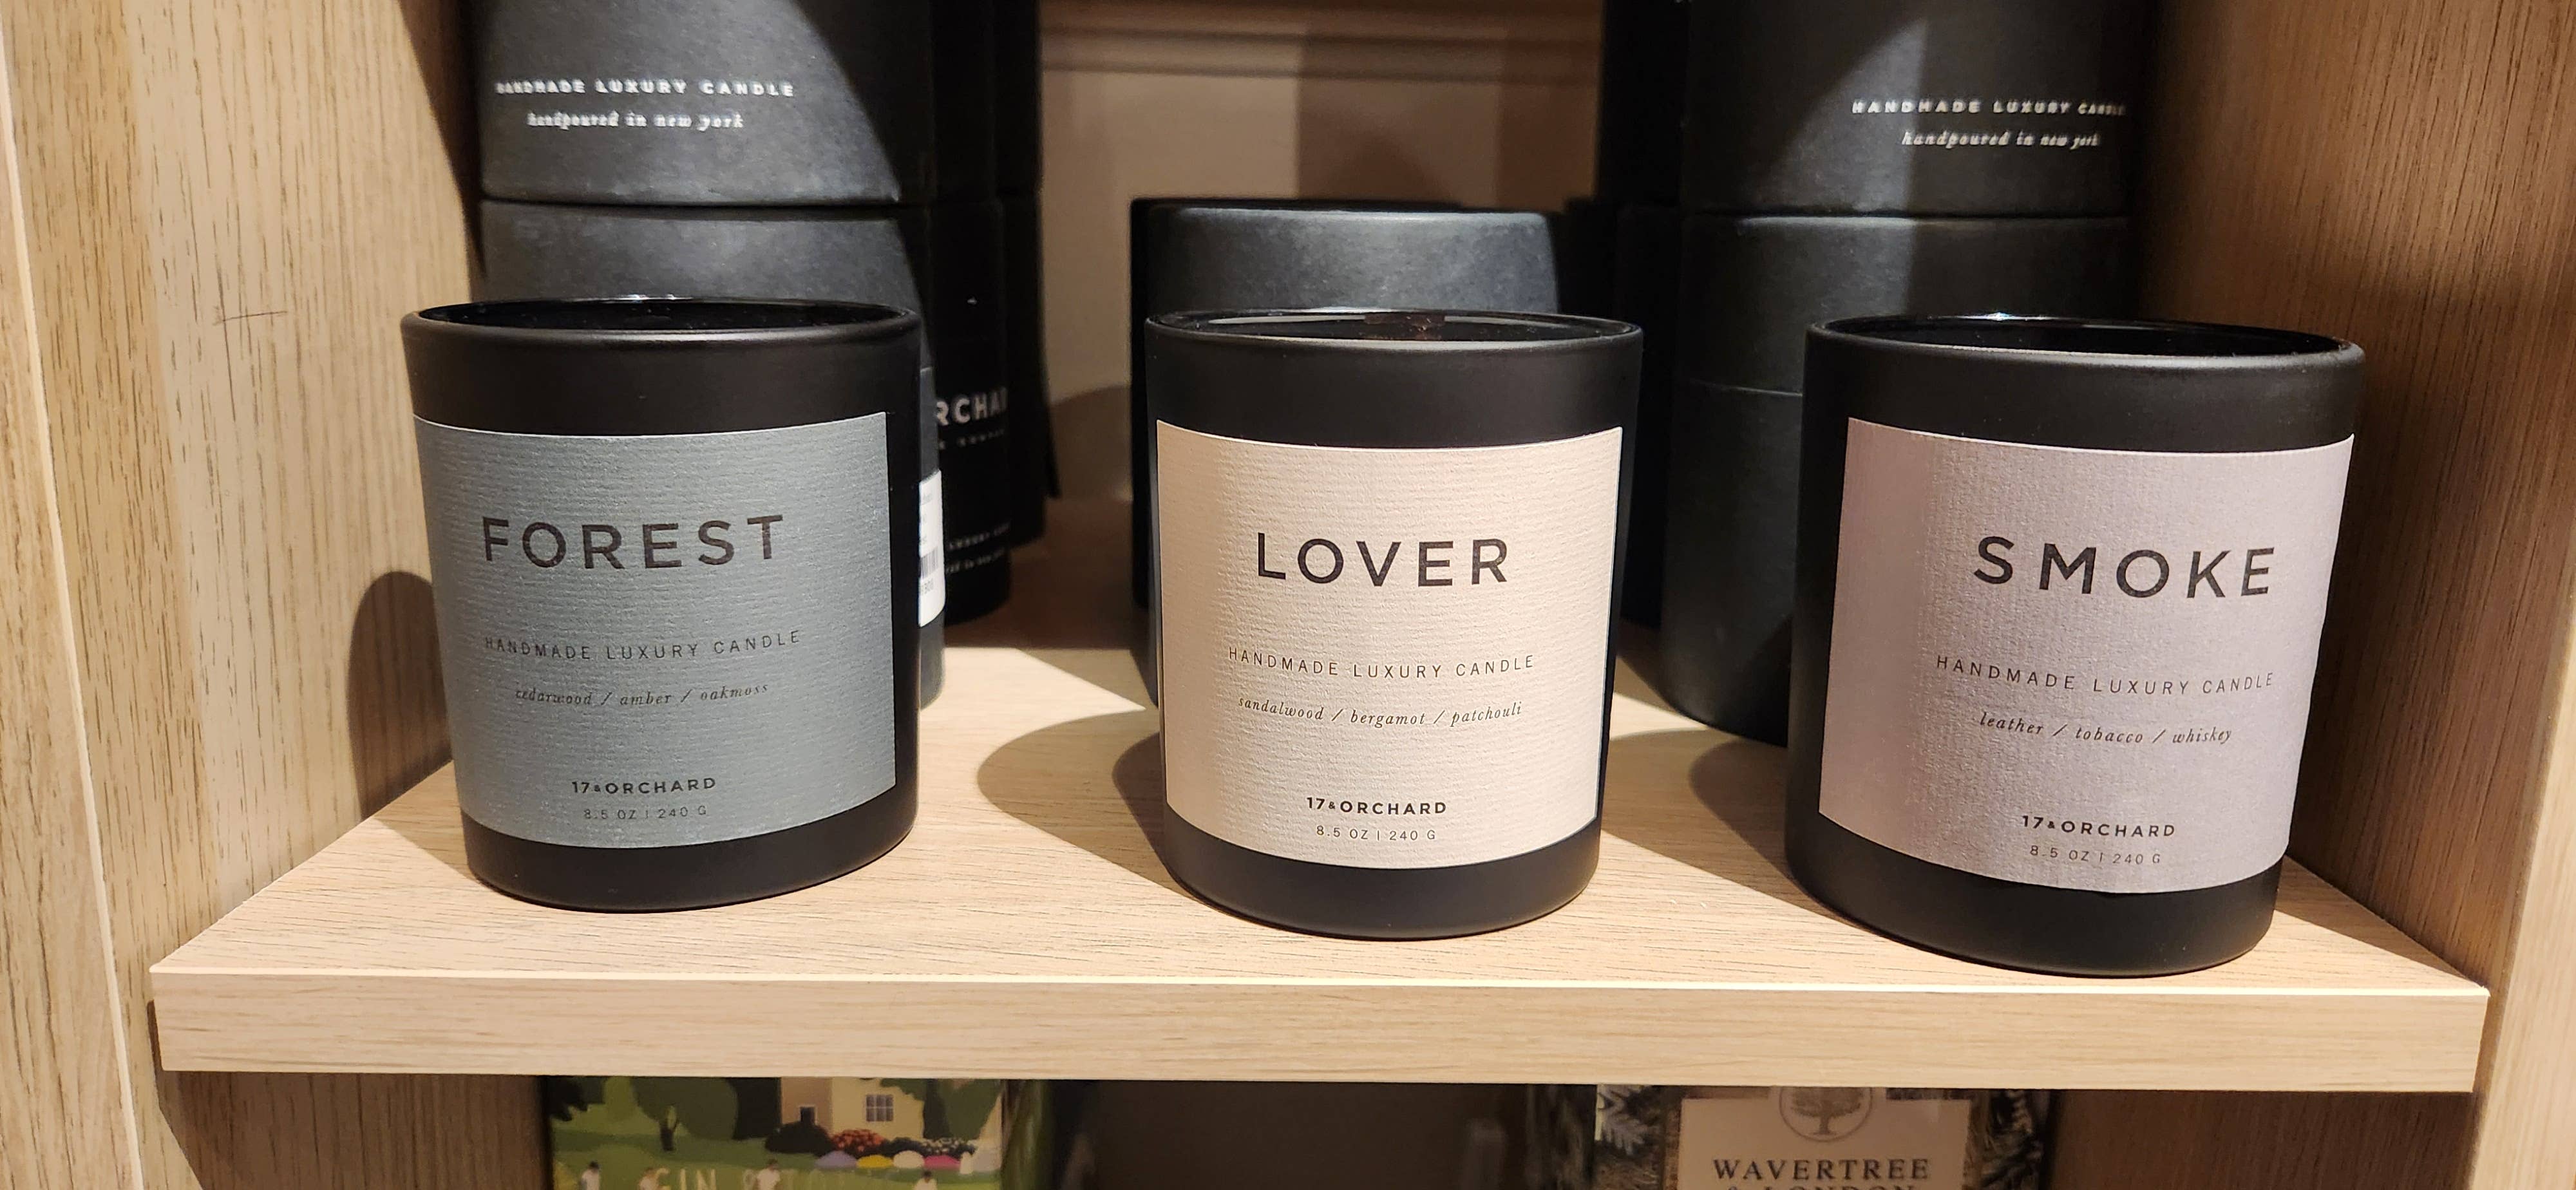 HANDMADE LUXURY CANDLE
handpoured in new york
HANDMADE LUXURY CANDLE
handpoured in new york
FOREST
HANDMADE LUXURY CANDLE
cedarwood / amber / oakmoss
17&ORCHARD
8.5 OZ | 240 G
LOVER
HANDMADE LUXURY CANDLE
sandalwood / bergamot / patchouli
17&ORCHARD
8.5 OZ | 240 G
SMOKE
HANDMADE LUXURY CANDLE
leather / tobacco / whiskey
17&ORCHARD
8.5 OZ | 240 G
GIN
WAVERTREE
& LONDON